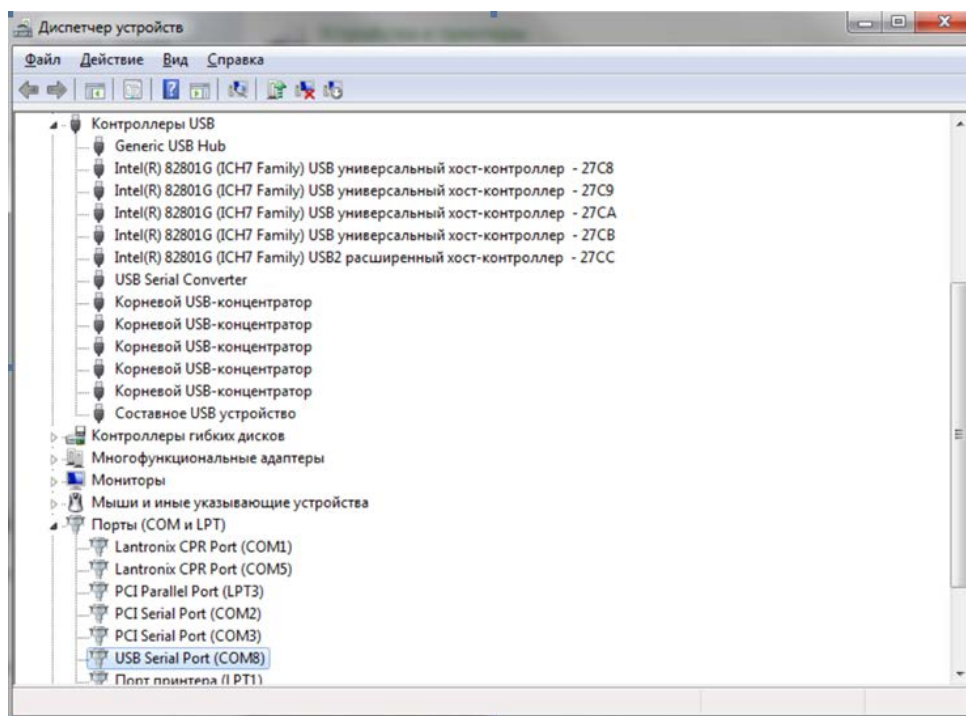 Диспетчер устройств
Файл Действие Вид Справка
Контроллеры USB
Generic USB Hub
Intel(R) 82801G (ICH7 Family) USB универсальный хост-контроллер - 27C8
Intel(R) 82801G (ICH7 Family) USB универсальный хост-контроллер - 27C9
Intel(R) 82801G (ICH7 Family) USB универсальный хост-контроллер - 27CA
Intel(R) 82801G (ICH7 Family) USB универсальный хост-контроллер - 27CB
Intel(R) 82801G (ICH7 Family) USB2 расширенный хост-контроллер - 27CC
USB Serial Converter
Корневой USB-концентратор
Корневой USB-концентратор
Корневой USB-концентратор
Корневой USB-концентратор
Корневой USB-концентратор
Составное USB устройство
Контроллеры гибких дисков
Многофункциональные адаптеры
Мониторы
Мыши и иные указывающие устройства
Порты (COM и LPT)
Lantronix CPR Port (COM1)
Lantronix CPR Port (COM5)
PCI Parallel Port (LPT3)
PCI Serial Port (COM2)
PCI Serial Port (COM3)
USB Serial Port (COM8)
Порт принтера (LPT1)